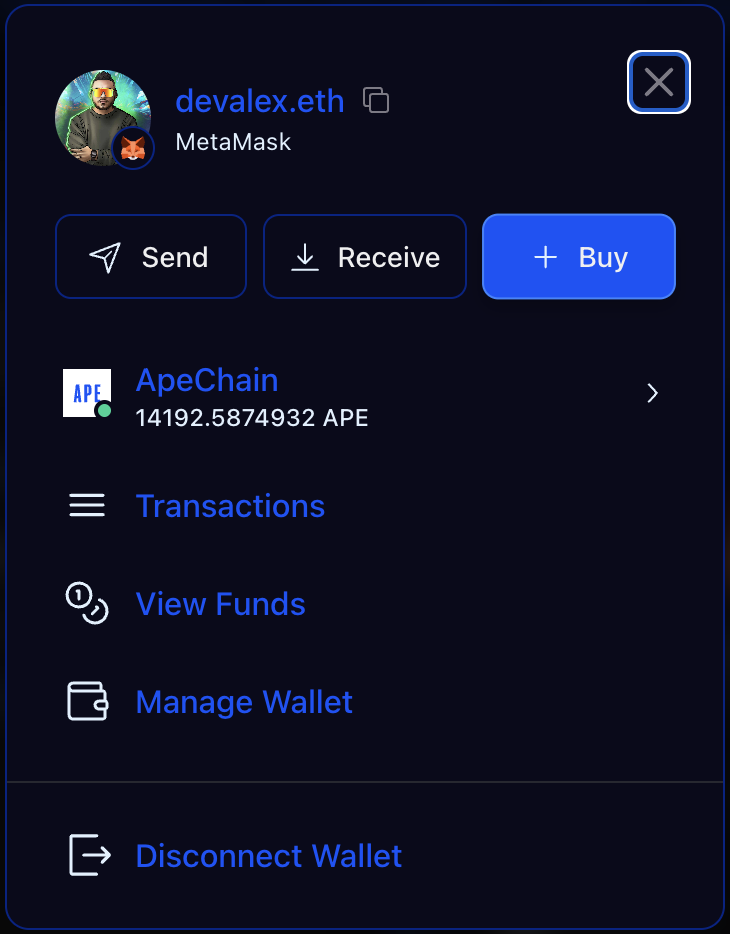 devalex.eth
MetaMask
Send
Receive
Buy
APE
ApeChain
14192.5874932 APE
Transactions
View Funds
Manage Wallet
Disconnect Wallet